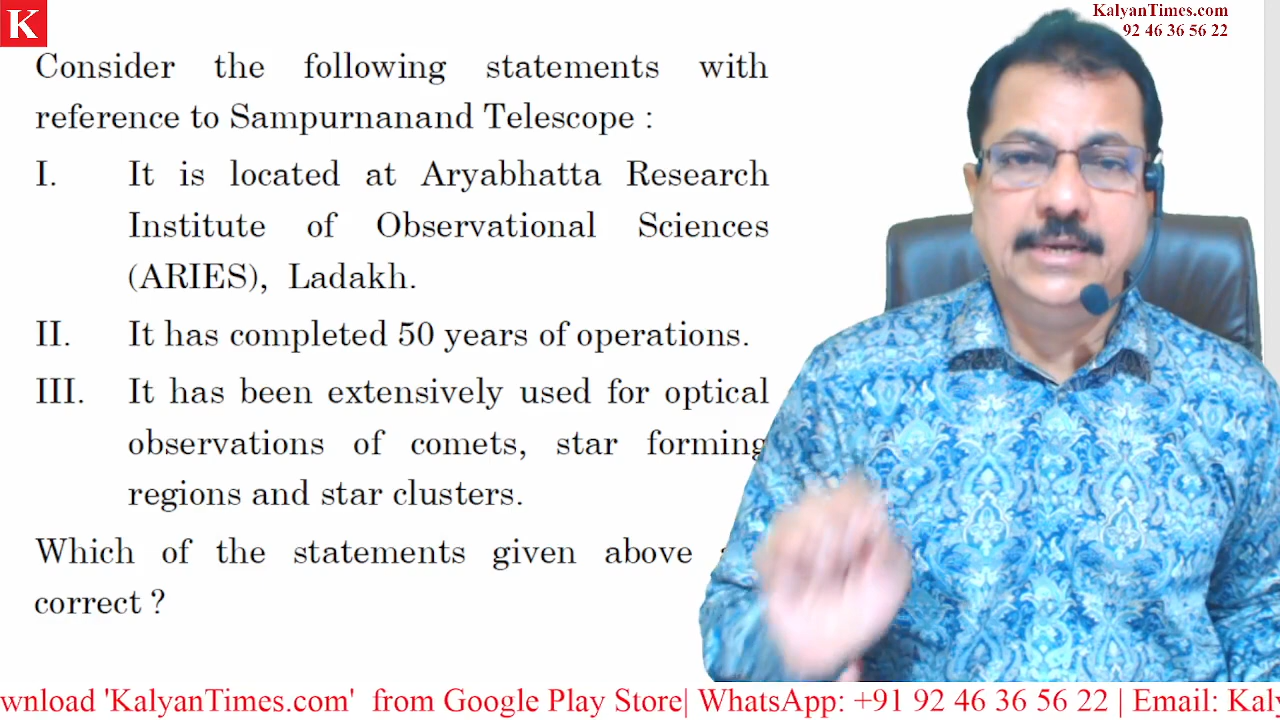 K
KalyanTimes.com
92 46 36 56 22
Consider the following statements with
reference to Sampurnanand Telescope :
I. It is located at Aryabhatta Research
Institute of Observational Sciences
(ARIES), Ladakh.
II. It has completed 50 years of operations.
III. It has been extensively used for optical
observations of comets, star forming
regions and star clusters.
Which of the statements given above
correct ?
wnload 'KalyanTimes.com' from Google Play Store| WhatsApp: +91 92 46 36 56 22 | Email: Kaly